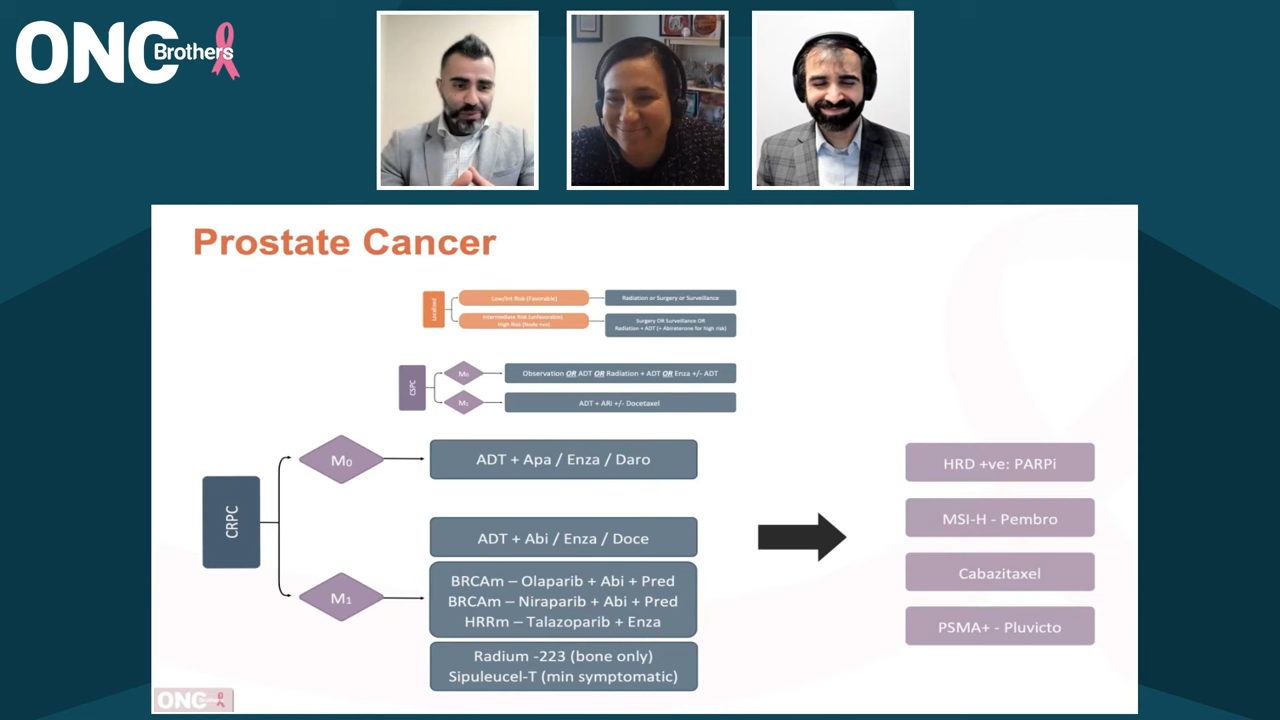 ONC Brothers
Prostate Cancer
Localized
Low/Int Risk (Favorable)
Radiation or Surgery or Surveillance
Intermediate Risk (unfavorable)
High Risk (Node +ve)
Surgery OR Surveillance OR
Radiation + ADT (+ Abiraterone for high risk)
CSPC
M₀
Observation OR ADT OR Radiation + ADT OR Enza +/- ADT
M₁
ADT + ARi +/- Docetaxel
CRPC
M₀
ADT + Apa / Enza / Daro
M₁
ADT + Abi / Enza / Doce
BRCAm – Olaparib + Abi + Pred
BRCAm – Niraparib + Abi + Pred
HRRm – Talazoparib + Enza
Radium -223 (bone only)
Sipuleucel-T (min symptomatic)
HRD +ve: PARPi
MSI-H - Pembro
Cabazitaxel
PSMA+ - Pluvicto
ONC Brothers